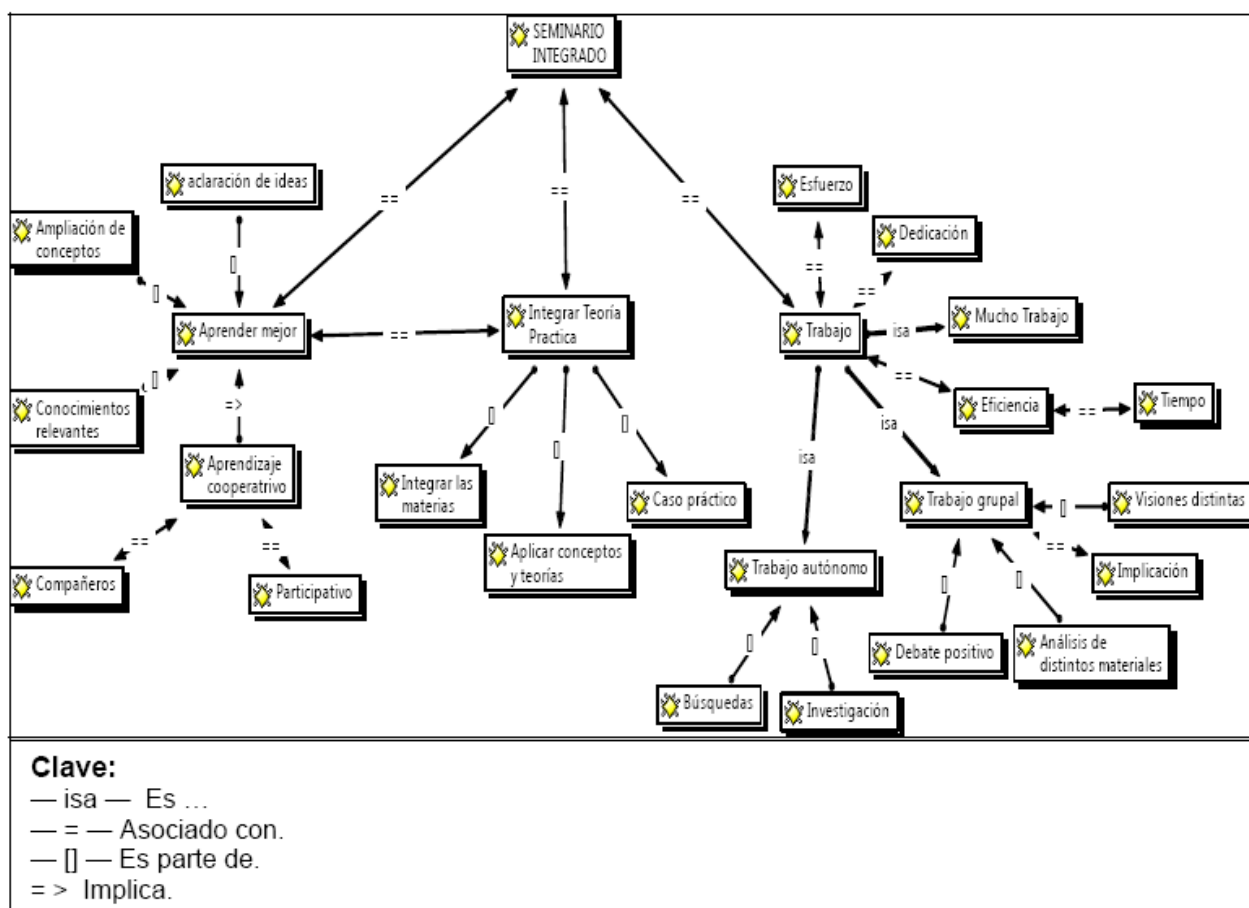 SEMINARIO
INTEGRADO
==
==
==
aclaración de ideas
Esfuerzo
Ampliación de
conceptos
Dedicación
[]
[]
==
==
Aprender mejor
==
Integrar Teoría
Practica
Trabajo
isa
Mucho Trabajo
[]
=>
==
Conocimientos
relevantes
Eficiencia
==
Tiempo
[]
[]
[]
isa
isa
Aprendizaje
cooperatrivo
Integrar las
materias
Caso práctico
Trabajo grupal
[]
Visiones distintas
==
==
Aplicar conceptos
y teorías
==
Compañeros
Participativo
Trabajo autónomo
Implicación
[]
[]
[]
[]
Debate positivo
Análisis de
distintos materiales
Búsquedas
Investigación
Clave:
— isa — Es ...
— = — Asociado con.
— [] — Es parte de.
= > Implica.